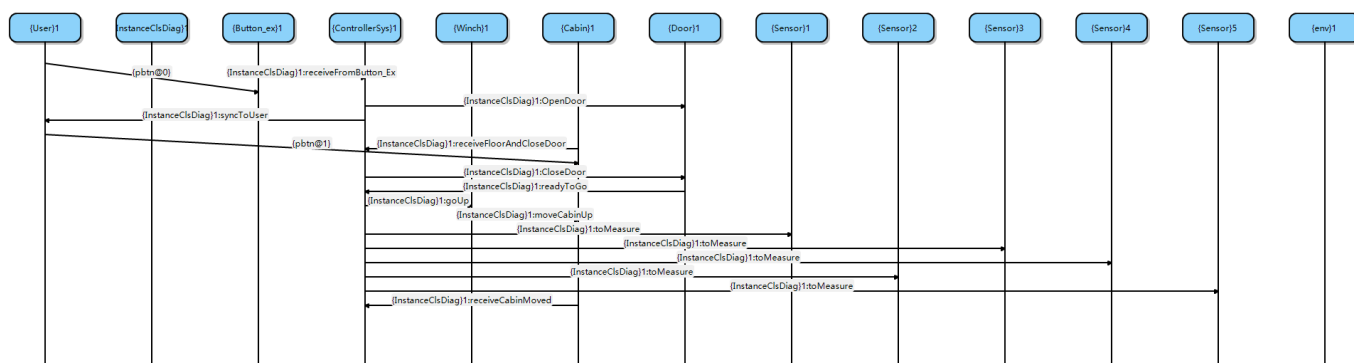 {User}1
InstanceClsDiag}1
{Button_ex}1
{ControllerSys}1
{Winch}1
{Cabin}1
{Door}1
{Sensor}1
{Sensor}2
{Sensor}3
{Sensor}4
{Sensor}5
{env}1
{pbtn@0}
{InstanceClsDiag}1:receiveFromButton_Ex
{InstanceClsDiag}1:OpenDoor
{InstanceClsDiag}1:syncToUser
{pbtn@1}
{InstanceClsDiag}1:receiveFloorAndCloseDoor
{InstanceClsDiag}1:CloseDoor
{InstanceClsDiag}1:readyToGo
{InstanceClsDiag}1:goUp
{InstanceClsDiag}1:moveCabinUp
{InstanceClsDiag}1:toMeasure
{InstanceClsDiag}1:toMeasure
{InstanceClsDiag}1:toMeasure
{InstanceClsDiag}1:toMeasure
{InstanceClsDiag}1:toMeasure
{InstanceClsDiag}1:receiveCabinMoved